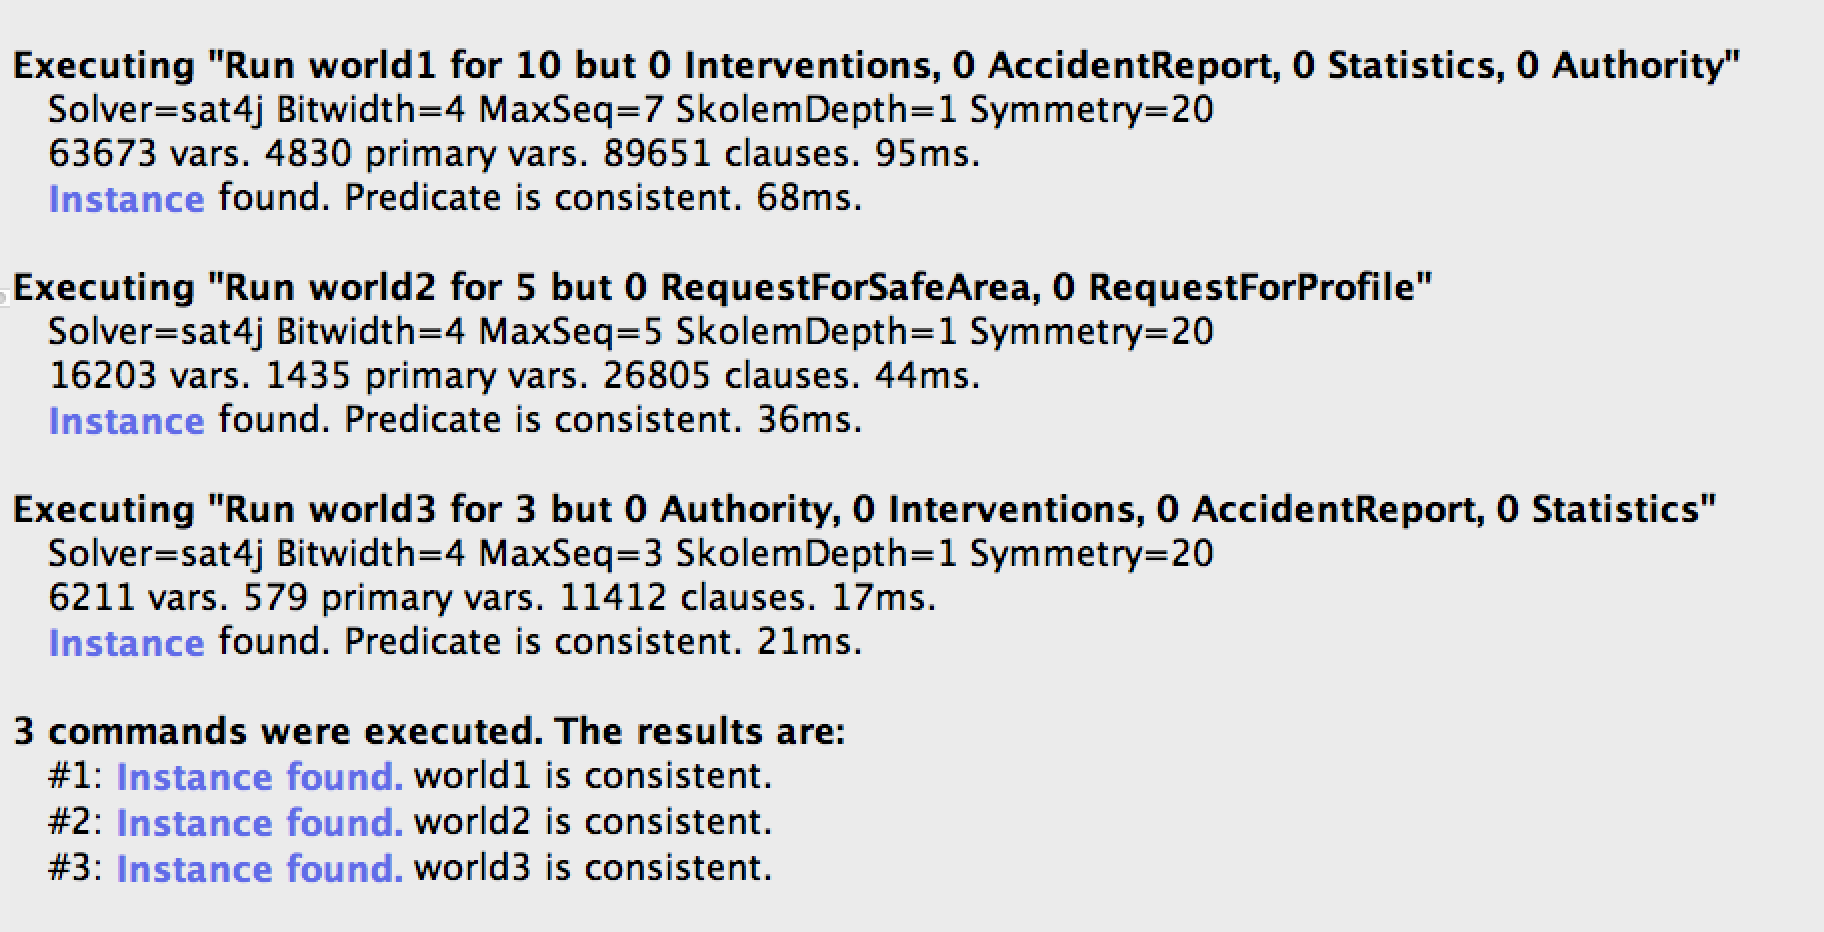 Executing "Run world1 for 10 but 0 Interventions, 0 AccidentReport, 0 Statistics, 0 Authority"
Solver=sat4j Bitwidth=4 MaxSeq=7 SkolemDepth=1 Symmetry=20
63673 vars. 4830 primary vars. 89651 clauses. 95ms.
Instance found. Predicate is consistent. 68ms.
Executing "Run world2 for 5 but 0 RequestForSafeArea, 0 RequestForProfile"
Solver=sat4j Bitwidth=4 MaxSeq=5 SkolemDepth=1 Symmetry=20
16203 vars. 1435 primary vars. 26805 clauses. 44ms.
Instance found. Predicate is consistent. 36ms.
Executing "Run world3 for 3 but 0 Authority, 0 Interventions, 0 AccidentReport, 0 Statistics"
Solver=sat4j Bitwidth=4 MaxSeq=3 SkolemDepth=1 Symmetry=20
6211 vars. 579 primary vars. 11412 clauses. 17ms.
Instance found. Predicate is consistent. 21ms.
3 commands were executed. The results are:
#1: Instance found. world1 is consistent.
#2: Instance found. world2 is consistent.
#3: Instance found. world3 is consistent.